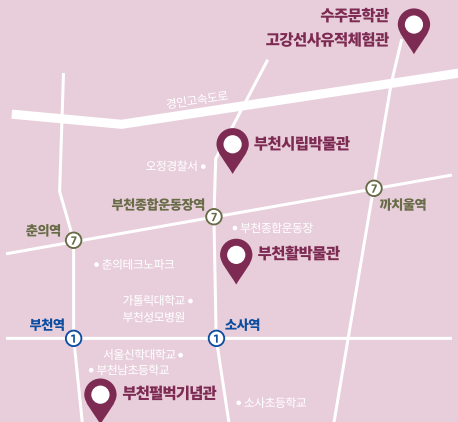 수주문학관
고강선사유적체험관
경인고속도로
부천시립박물관
오정경찰서
7
까치울역
부천종합운동장역
7
부천종합운동장
춘의역
7
부천활박물관
춘의테크노파크
가톨릭대학교
부천성모병원
부천역
1
소사역
1
서울신학대학교
부천남초등학교
부천펄벅기념관
소사초등학교